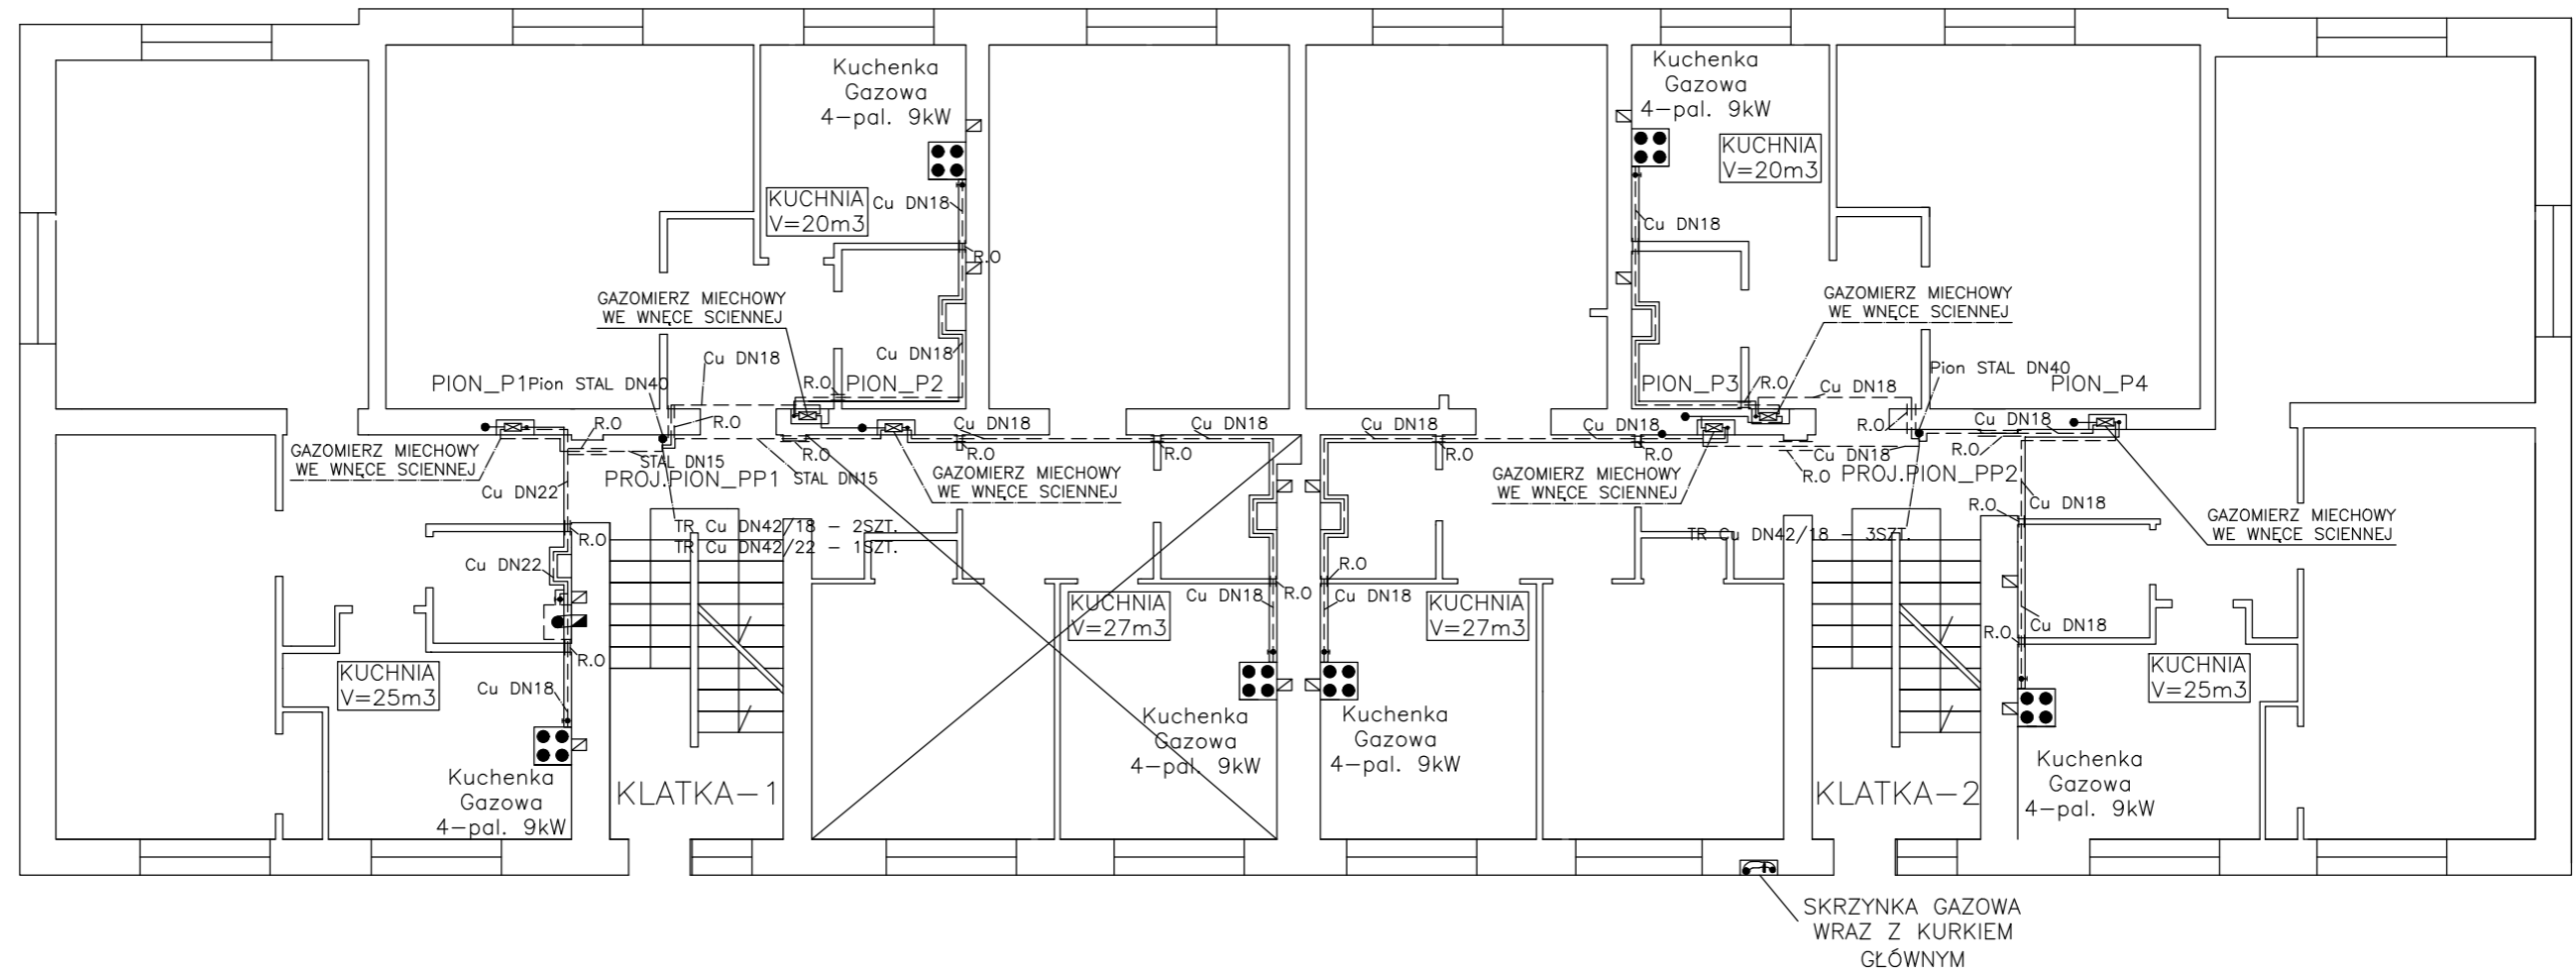 Kuchenka
Gazowa
4-pal. 9kW
KUCHNIA
V=20m3
Cu DN18
R.O
GAZOMIERZ MIECHOWY
WE WNĘCE SCIENNEJ
Cu DN18
Cu DN18
R.O
PION_P1
Pion STAL DN40
PION_P2
R.O
R.O
GAZOMIERZ MIECHOWY
WE WNĘCE SCIENNEJ
STAL DN15
PROJ.PION_PP1
STAL DN15
R.O
Cu DN18
R.O
R.O
Cu DN18
GAZOMIERZ MIECHOWY
WE WNĘCE SCIENNEJ
Cu DN22
TR Cu DN42/18 - 2SZT.
TR Cu DN42/22 - 1SZT.
R.O
Cu DN22
R.O
KUCHNIA
V=25m3
Cu DN18
Kuchenka
Gazowa
4-pal. 9kW
KLATKA-1
KUCHNIA
V=27m3
Cu DN18
R.O
Kuchenka
Gazowa
4-pal. 9kW
Kuchenka
Gazowa
4-pal. 9kW
KUCHNIA
V=20m3
Cu DN18
GAZOMIERZ MIECHOWY
WE WNĘCE SCIENNEJ
PION_P3
R.O
Cu DN18
Pion STAL DN40
PION_P4
R.O
Cu DN18
R.O
Cu DN18
R.O
Cu DN18
R.O
GAZOMIERZ MIECHOWY
WE WNĘCE SCIENNEJ
Cu DN18
R.O
PROJ.PION_PP2
R.O
Cu DN18
GAZOMIERZ MIECHOWY
WE WNĘCE SCIENNEJ
TR Cu DN42/18 - 3SZT.
R.O
Cu DN18
KUCHNIA
V=27m3
Kuchenka
Gazowa
4-pal. 9kW
R.O
Cu DN18
KUCHNIA
V=25m3
Kuchenka
Gazowa
4-pal. 9kW
KLATKA-2
SKRZYNKA GAZOWA
WRAZ Z KURKIEM
GŁÓWNYM